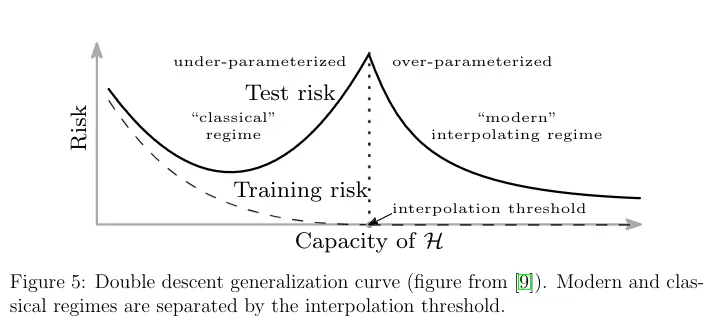 under-parameterized
over-parameterized
Test risk
“classical”
regime
“modern”
interpolating regime
Risk
Training risk
interpolation threshold
Capacity of ℋ
Figure 5: Double descent generalization curve (figure from [9]). Modern and clas-
sical regimes are separated by the interpolation threshold.